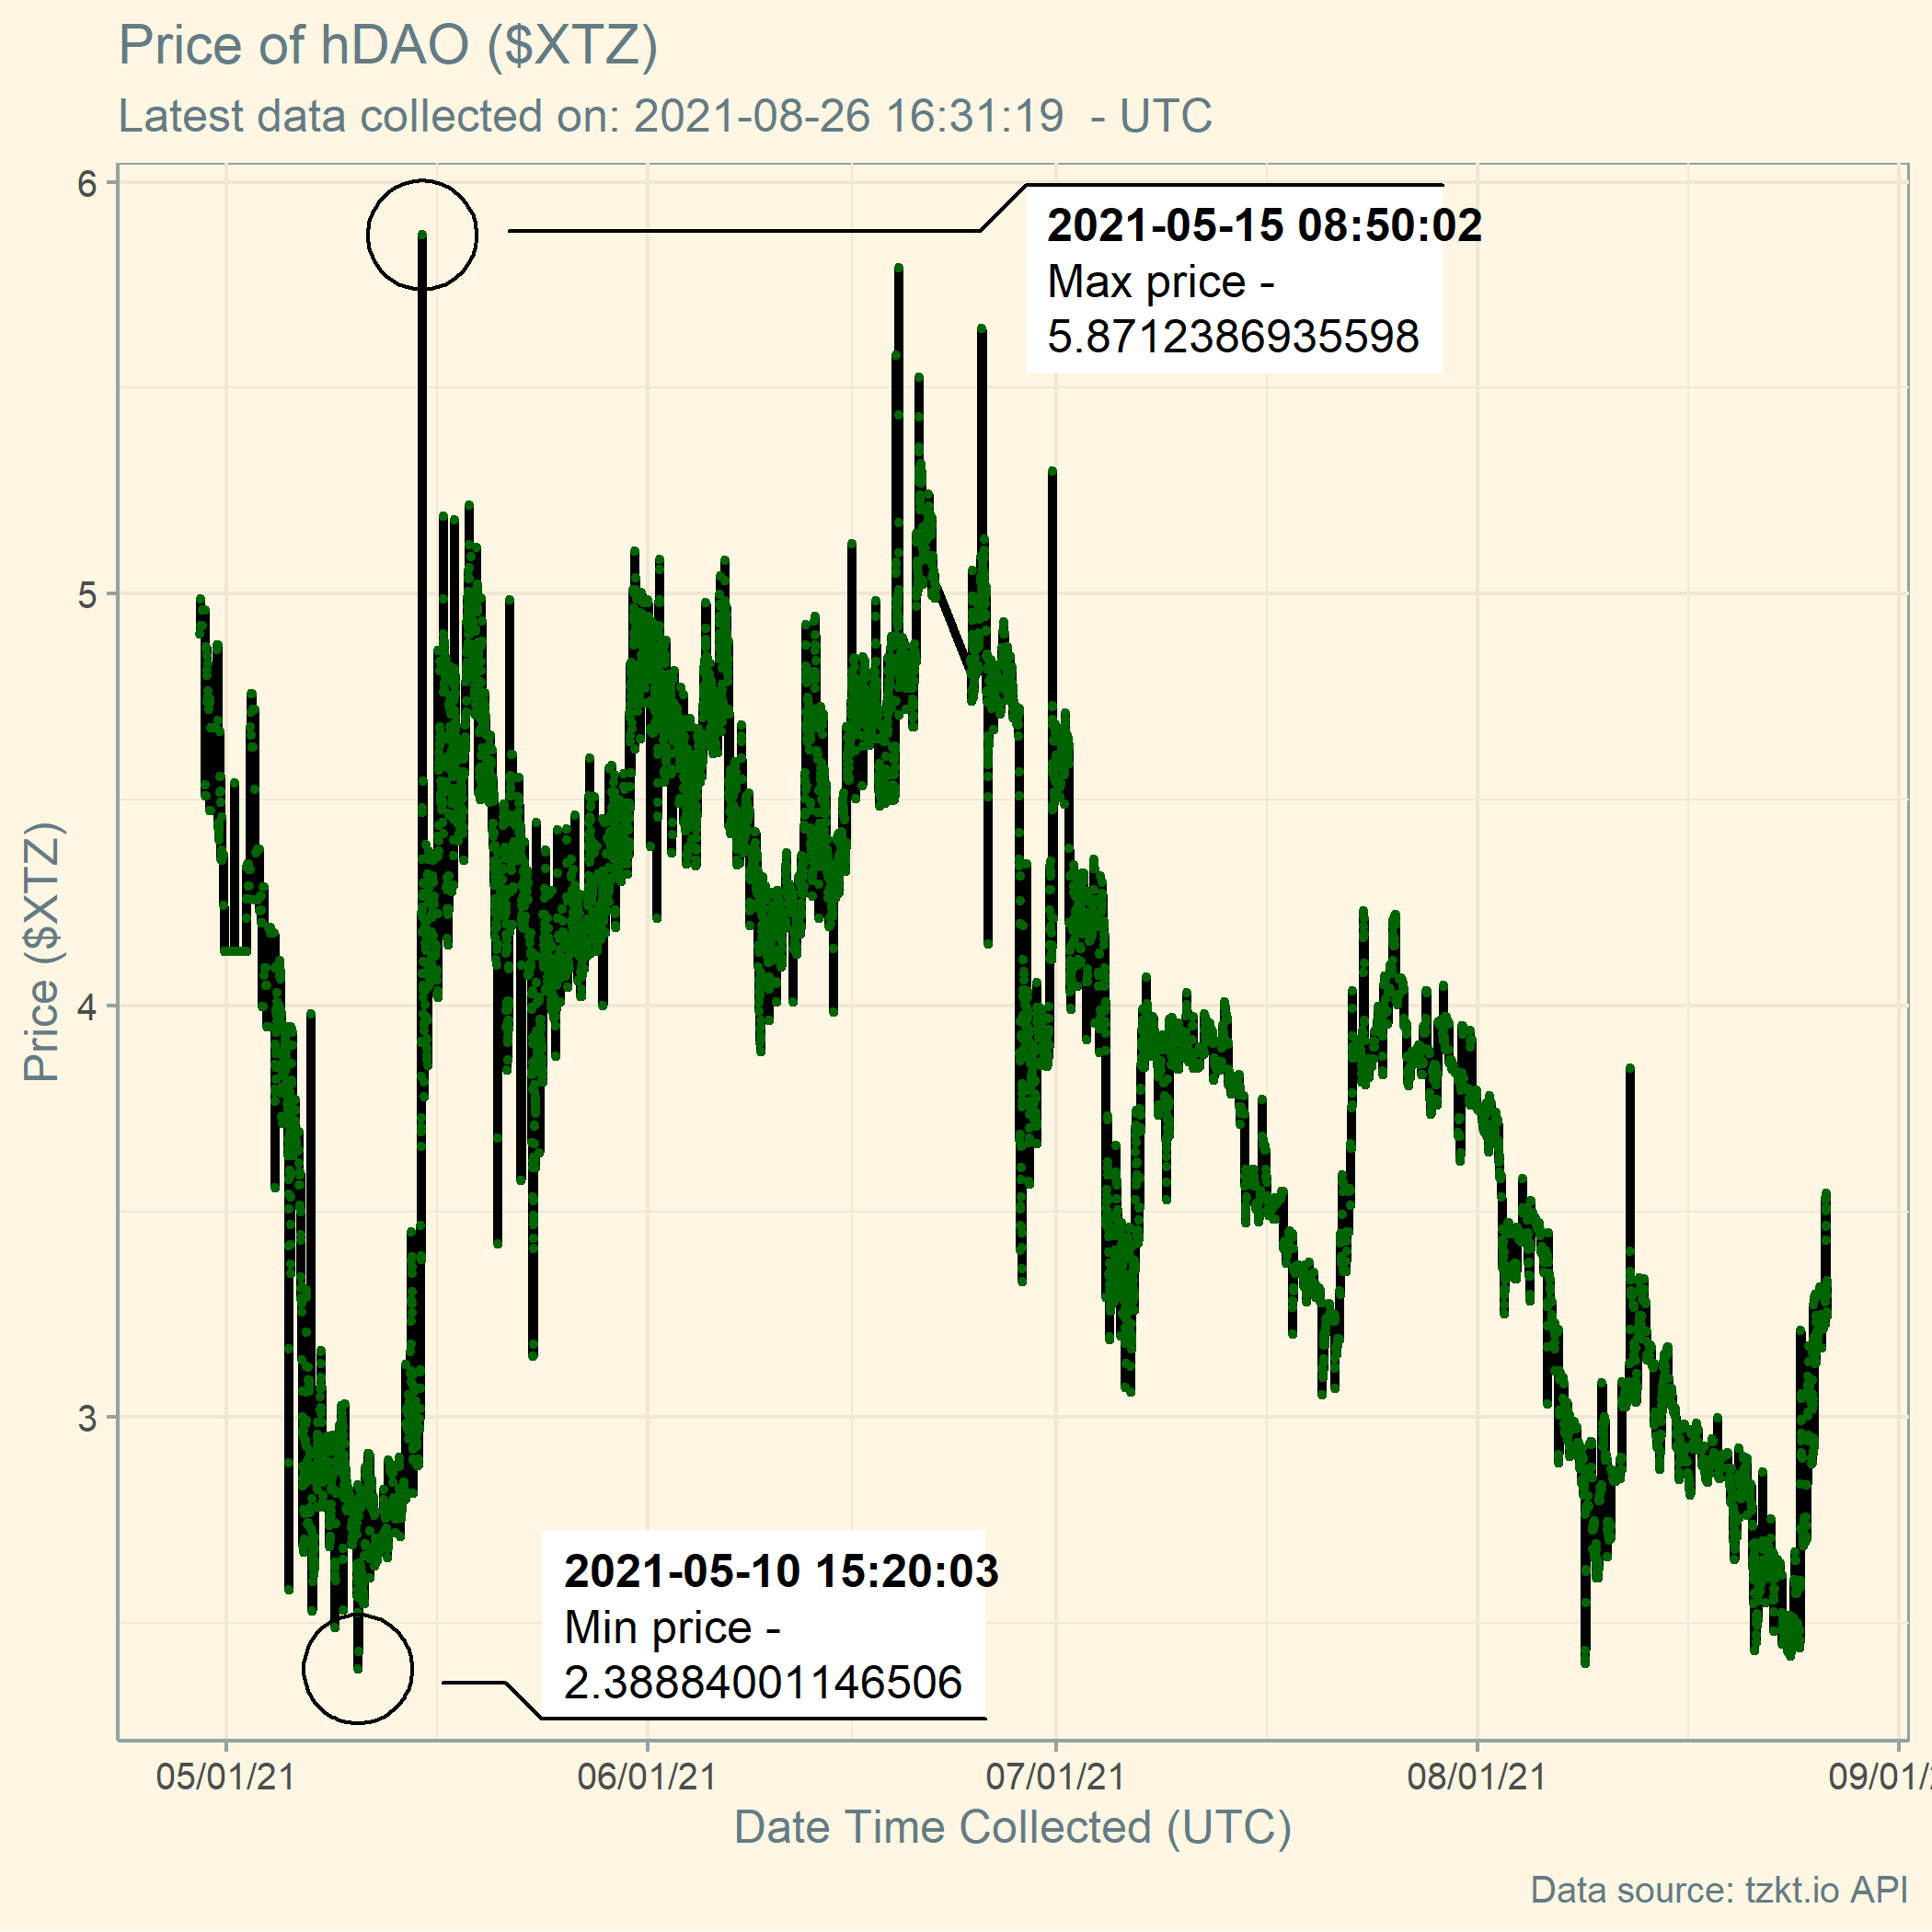 Price of hDAO ($XTZ)
Latest data collected on: 2021-08-26 16:31:19  - UTC
6
5
4
3
Price ($XTZ)
2021-05-15 08:50:02
Max price -
5.8712386935598
2021-05-10 15:20:03
Min price -
2.38884001146506
05/01/21
06/01/21
07/01/21
08/01/21
09/01/2
Date Time Collected (UTC)
Data source: tzkt.io API